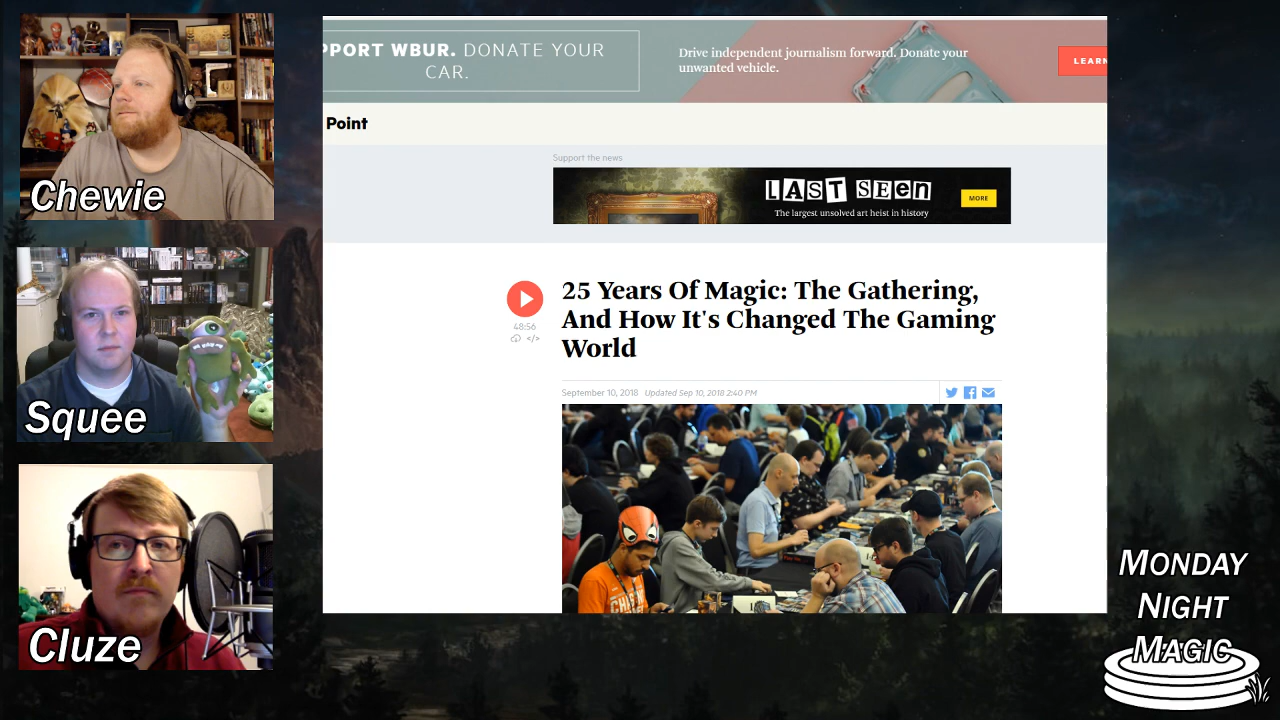 Chewie
Squee
Cluze
PPORT WBUR. DONATE YOUR
CAR.
Drive independent journalism forward. Donate your
unwanted vehicle.
LEARN
Point
Support the news
LAST SEEN
The largest unsolved art heist in history
MORE
48:56
</>
25 Years Of Magic: The Gathering,
And How It's Changed The Gaming
World
September 10, 2018 Updated Sep 10, 2018 2:40 PM
MONDAY
NIGHT
MAGIC